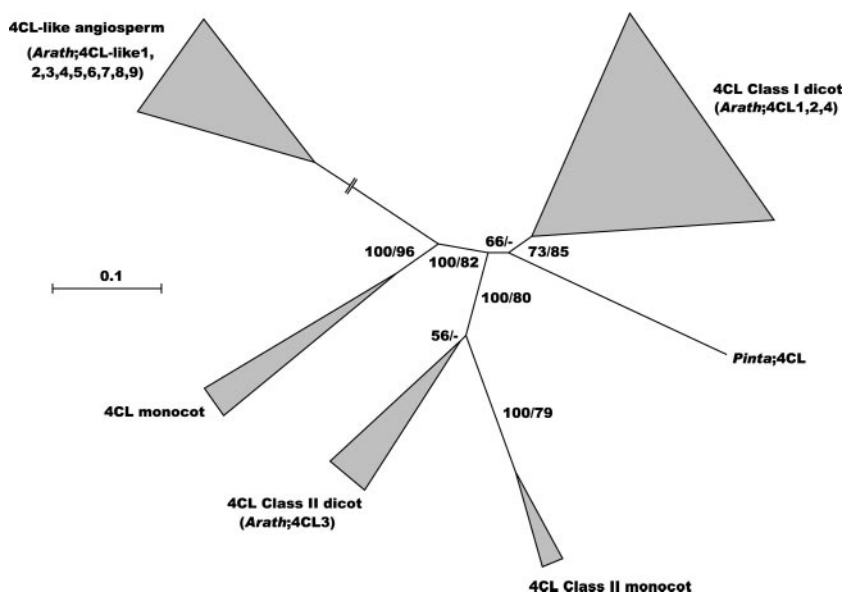 4CL-like angiosperm
(Arath;4CL-like1,
2,3,4,5,6,7,8,9)
4CL Class I dicot
(Arath;4CL1,2,4)
66/-
100/96
100/82
73/85
0.1
100/80
56/-
Pinta;4CL
4CL monocot
100/79
4CL Class II dicot
(Arath;4CL3)
4CL Class II monocot